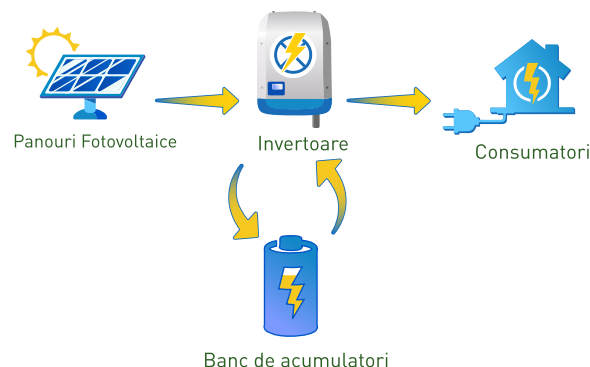 Panouri Fotovoltaice
Invertoare
Consumatori
Banc de acumulatori